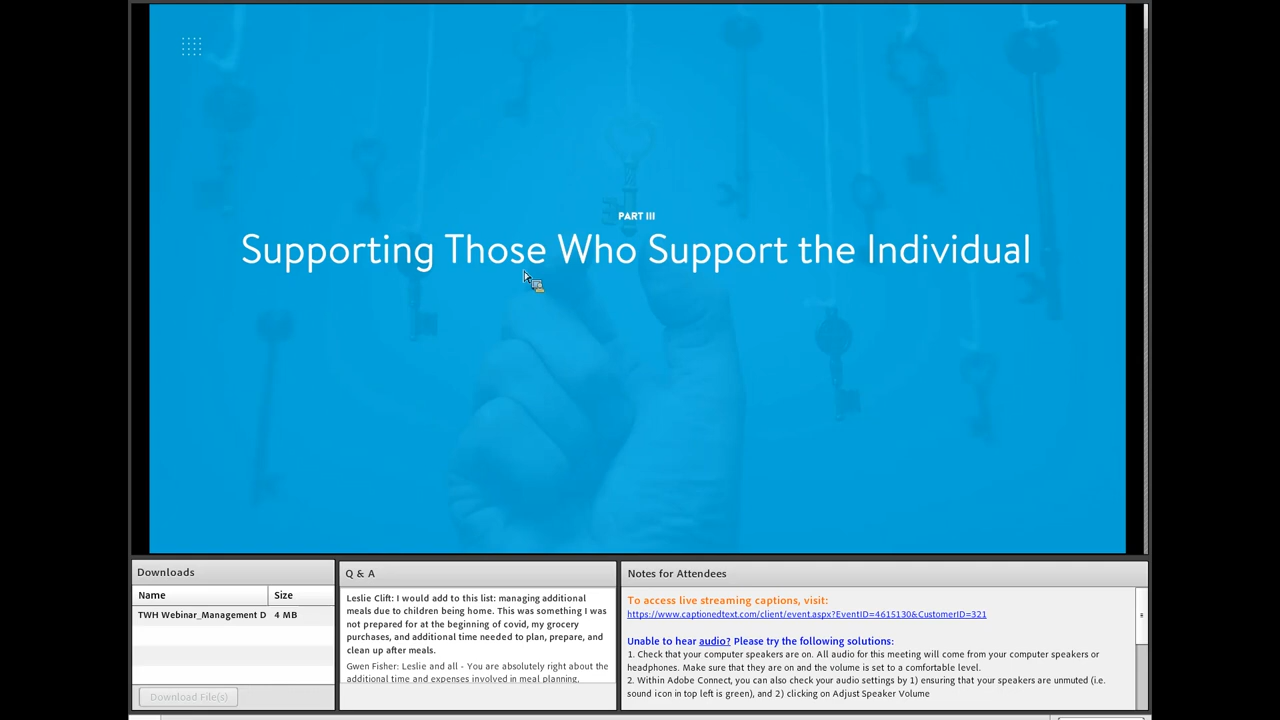 PART III
Supporting Those Who Support the Individual
Downloads
Name Size
TWH Webinar_Management D 4 MB
Download File(s)
Q & A
Leslie Clift: I would add to this list: managing additional
meals due to children being home. This was something I was
not prepared for at the beginning of covid, my grocery
purchases, and additional time needed to plan, prepare, and
clean up after meals.
Gwen Fisher: Leslie and all - You are absolutely right about the
additional time and expenses involved in meal planning.
Notes for Attendees
To access live streaming captions, visit:
https://www.captionedtext.com/client/event.aspx?EventID=4615130&CustomerID=321
Unable to hear audio? Please try the following solutions:
1. Check that your computer speakers are on. All audio for this meeting will come from your computer speakers or
headphones. Make sure that they are on and the volume is set to a comfortable level.
2. Within Adobe Connect, you can also check your audio settings by 1) ensuring that your speakers are unmuted (i.e.
sound icon in top left is green), and 2) clicking on Adjust Speaker Volume